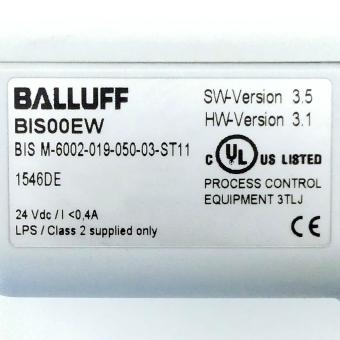 BALLUFF
BIS00EW
BIS M-6002-019-050-03-ST11
1546DE
24 Vdc / I <0,4A
LPS / Class 2 supplied only
SW-Version 3.5
HW-Version 3.1
C UL US LISTED
PROCESS CONTROL
EQUIPMENT 3TLJ
CE